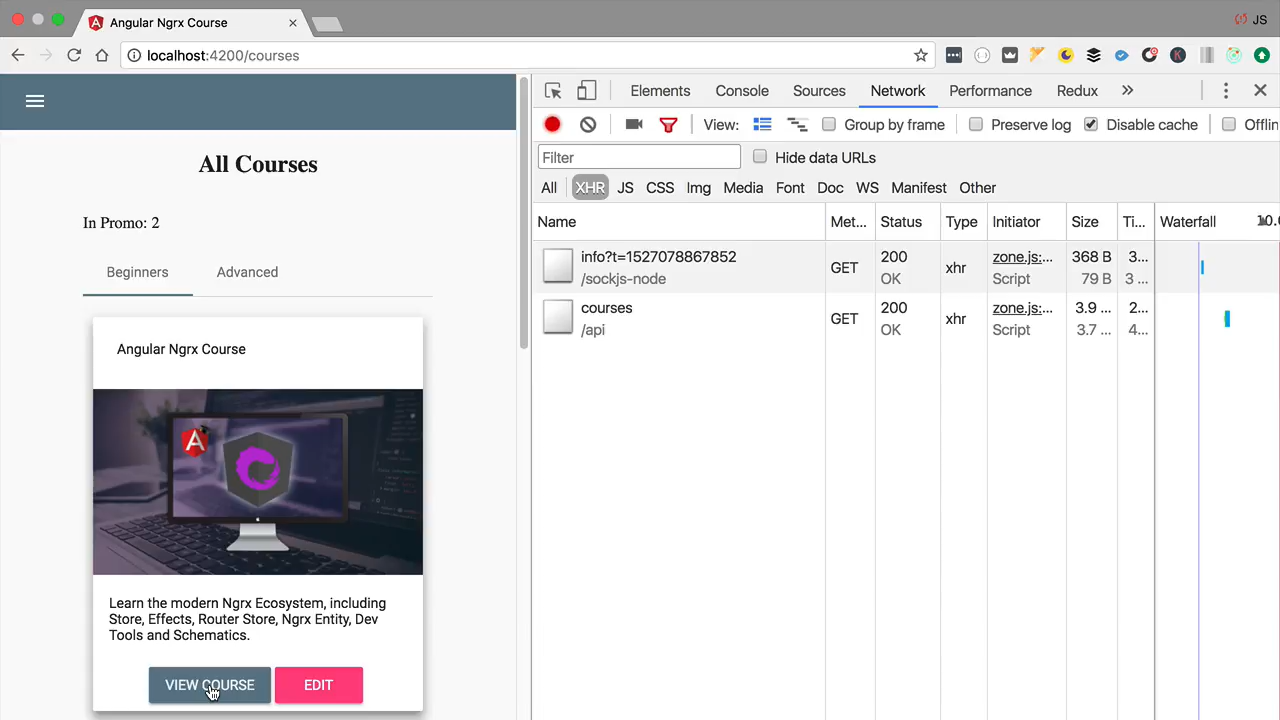 Angular Ngrx Course
JS
localhost:4200/courses
All Courses
In Promo: 2
Beginners
Advanced
Angular Ngrx Course
Learn the modern Ngrx Ecosystem, including
Store, Effects, Router Store, Ngrx Entity, Dev
Tools and Schematics.
VIEW COURSE
EDIT
Elements
Console
Sources
Network
Performance
Redux
View:
Group by frame
Preserve log
Disable cache
Offlin
Filter
Hide data URLs
All
XHR
JS
CSS
Img
Media
Font
Doc
WS
Manifest
Other
Name
Met...
Status
Type
Initiator
Size
Ti...
Waterfall
info?t=1527078867852
/sockjs-node
GET
200
OK
xhr
zone.js:...
Script
368 B
79 B
3...
3 ...
courses
/api
GET
200
OK
xhr
zone.js:...
Script
3.9 ...
3.7 ...
2...
4...